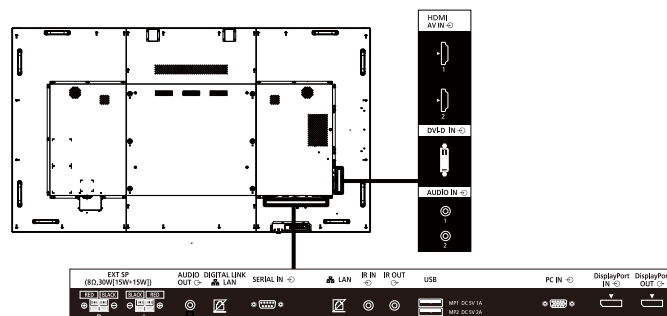 HDMI
AV IN
1
2
DVI-D IN
AUDIO IN
1
2
EXT SP
(8Ω,30W[15W+15W])
RED BLACK BLACK RED
R L
AUDIO
OUT
DIGITAL LINK
LAN
SERIAL IN
LAN
IR IN
IR OUT
USB
MP1 DC 5V 1A
MP2 DC 5V 2A
PC IN
DisplayPort
IN
DisplayPort
OUT